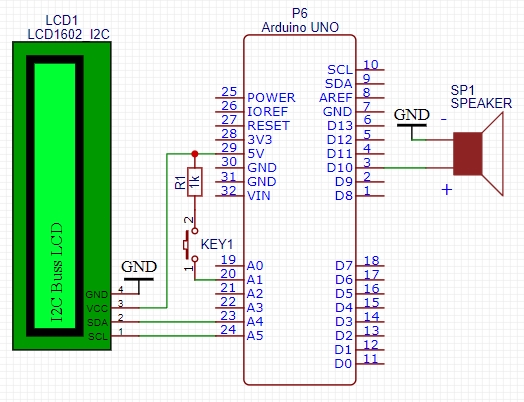 LCD1
LCD1602_I2C
I2C Buss LCD
GND 4
VCC 3
SDA 2
SCL 1
GND
R1
1k
2
KEY1
1
P6
Arduino UNO
25 POWER
26 IOREF
27 RESET
28 3V3
29 5V
30 GND
31 GND
32 VIN
19 A0
20 A1
21 A2
22 A3
23 A4
24 A5
SCL 10
SDA 9
AREF 8
GND 7
D13 6
D12 5
D11 4
D10 3
D9 2
D8 1
D7 18
D6 17
D5 16
D4 15
D3 14
D2 13
D1 12
D0 11
SP1
SPEAKER
GND
-
+